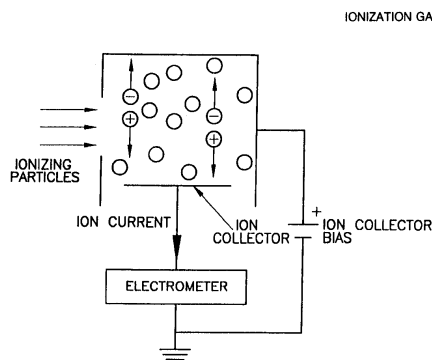 IONIZATION GA
IONIZING
PARTICLES
ION CURRENT
ION
COLLECTOR
+
ION COLLECTOR
BIAS
ELECTROMETER